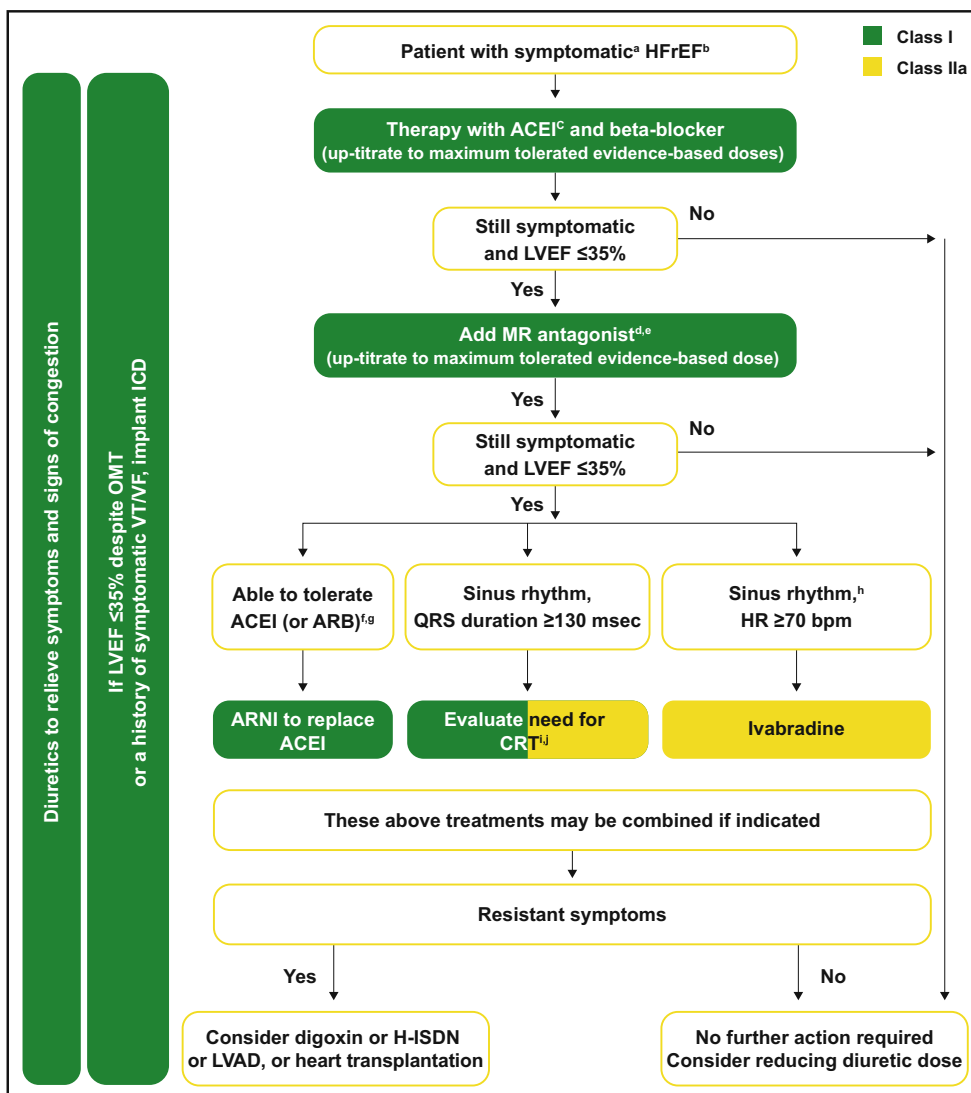 Class I
Class IIa
Patient with symptomaticᵃ HFrEFᵇ
Therapy with ACEIᶜ and beta-blocker
(up-titrate to maximum tolerated evidence-based doses)
Still symptomatic
and LVEF ≤35%
No
Yes
Add MR antagonistᵈ,ᵉ
(up-titrate to maximum tolerated evidence-based dose)
Yes
Still symptomatic
and LVEF ≤35%
No
Yes
Able to tolerate
ACEI (or ARB)ᶠ,ᵍ
Sinus rhythm,
QRS duration ≥130 msec
Sinus rhythm,ʰ
HR ≥70 bpm
ARNI to replace
ACEI
Evaluate need for
CRTⁱ,ʲ
Ivabradine
These above treatments may be combined if indicated
Resistant symptoms
Yes
No
Consider digoxin or H-ISDN
or LVAD, or heart transplantation
No further action required
Consider reducing diuretic dose
Diuretics to relieve symptoms and signs of congestion
If LVEF ≤35% despite OMT
or a history of symptomatic VT/VF, implant ICD